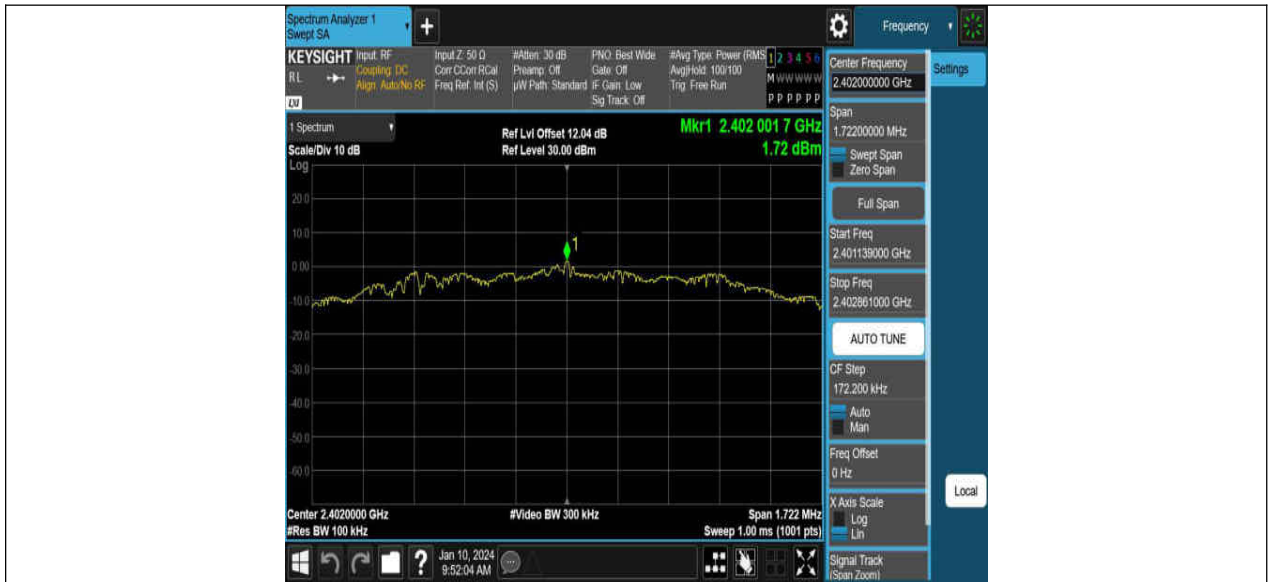 Spectrum Analyzer 1
Swept SA
+
Frequency
KEYSIGHT
RL
LXI
Input: RF
Coupling: DC
Align: Auto/No RF
Input Z: 50 Ω
Corr CCorr RCal
Freq Ref: Int (S)
#Atten: 30 dB
Preamp: Off
µW Path: Standard
PNO: Best Wide
Gate: Off
IF Gain: Low
Sig Track: Off
#Avg Type: Power (RMS
Avg|Hold: 100/100
Trig: Free Run
1 2 3 4 5 6
M W W W W W
P P P P P P
1 Spectrum
Scale/Div 10 dB
Ref Lvl Offset 12.04 dB
Ref Level 30.00 dBm
Mkr1 2.402 001 7 GHz
1.72 dBm
Log
20.0
10.0
0.00
-10.0
-20.0
-30.0
-40.0
-50.0
-60.0
1
Center 2.4020000 GHz
#Res BW 100 kHz
#Video BW 300 kHz
Span 1.722 MHz
Sweep 1.00 ms (1001 pts)
Jan 10, 2024
9:52:04 AM
Center Frequency
2.402000000 GHz
Settings
Span
1.72200000 MHz
Swept Span
Zero Span
Full Span
Start Freq
2.401139000 GHz
Stop Freq
2.402861000 GHz
AUTO TUNE
CF Step
172.200 kHz
Auto
Man
Freq Offset
0 Hz
X Axis Scale
Log
Lin
Local
Signal Track
(Span Zoom)